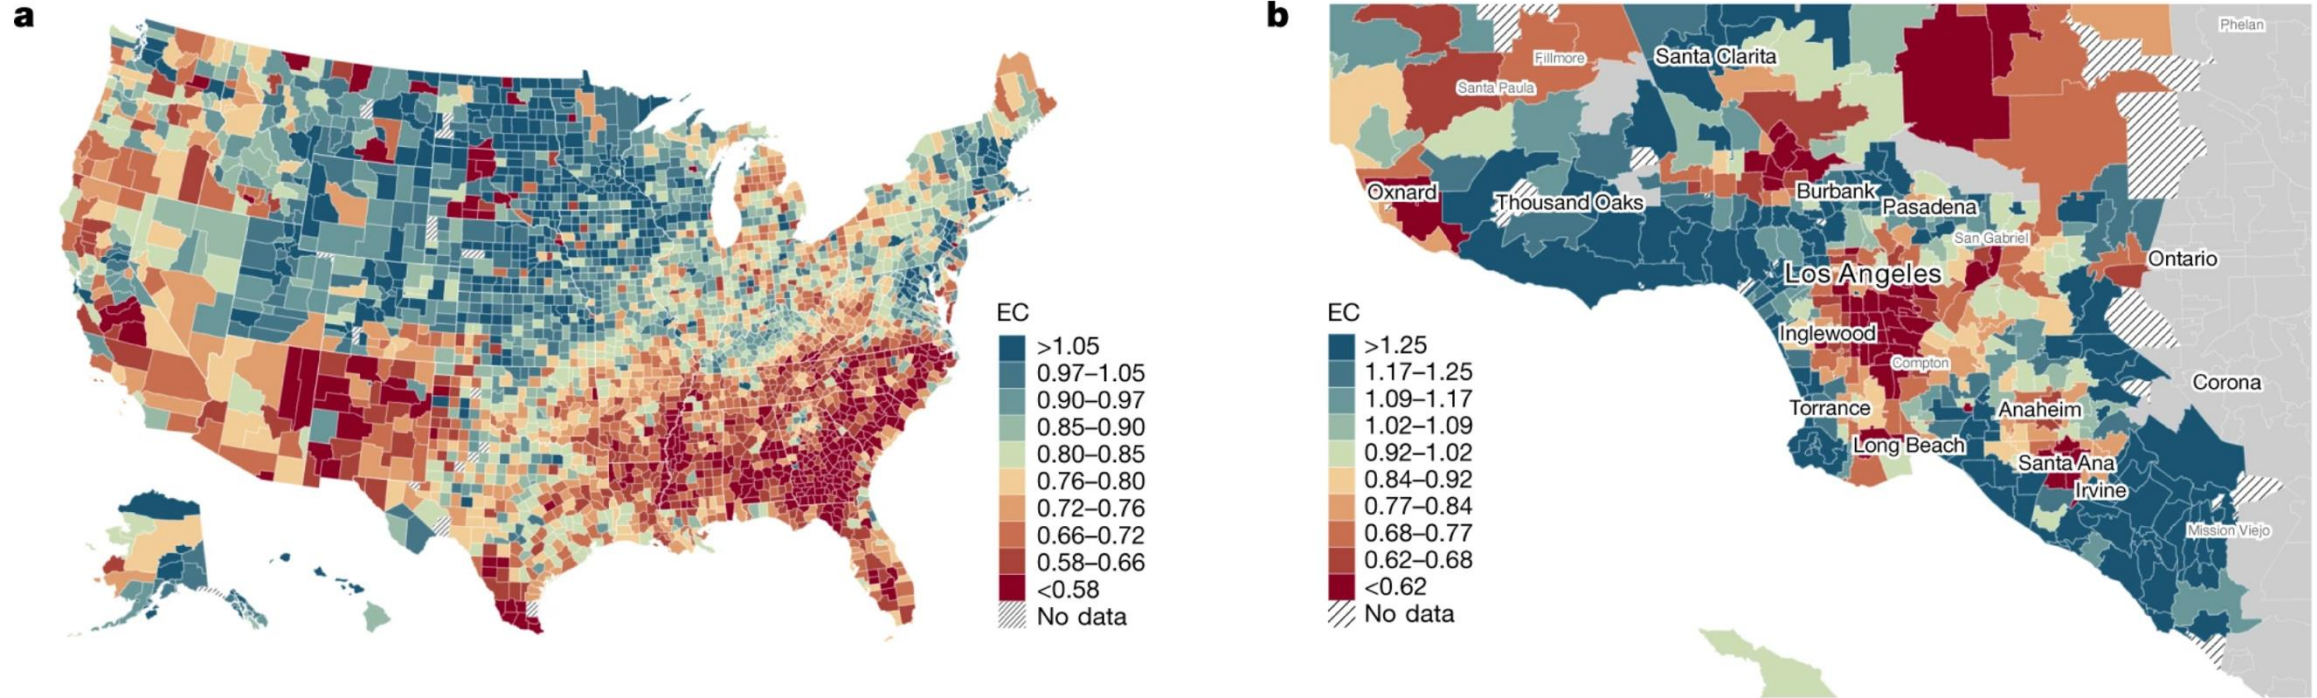 a
EC
>1.05
0.97–1.05
0.90–0.97
0.85–0.90
0.80–0.85
0.76–0.80
0.72–0.76
0.66–0.72
0.58–0.66
<0.58
No data
b
Phelan
Santa Clarita
Fillmore
Santa Paula
Oxnard
Thousand Oaks
Burbank
Pasadena
San Gabriel
Ontario
Los Angeles
Inglewood
Compton
Corona
Torrance
Anaheim
Long Beach
Santa Ana
Irvine
Mission Viejo
EC
>1.25
1.17–1.25
1.09–1.17
1.02–1.09
0.92–1.02
0.84–0.92
0.77–0.84
0.68–0.77
0.62–0.68
<0.62
No data